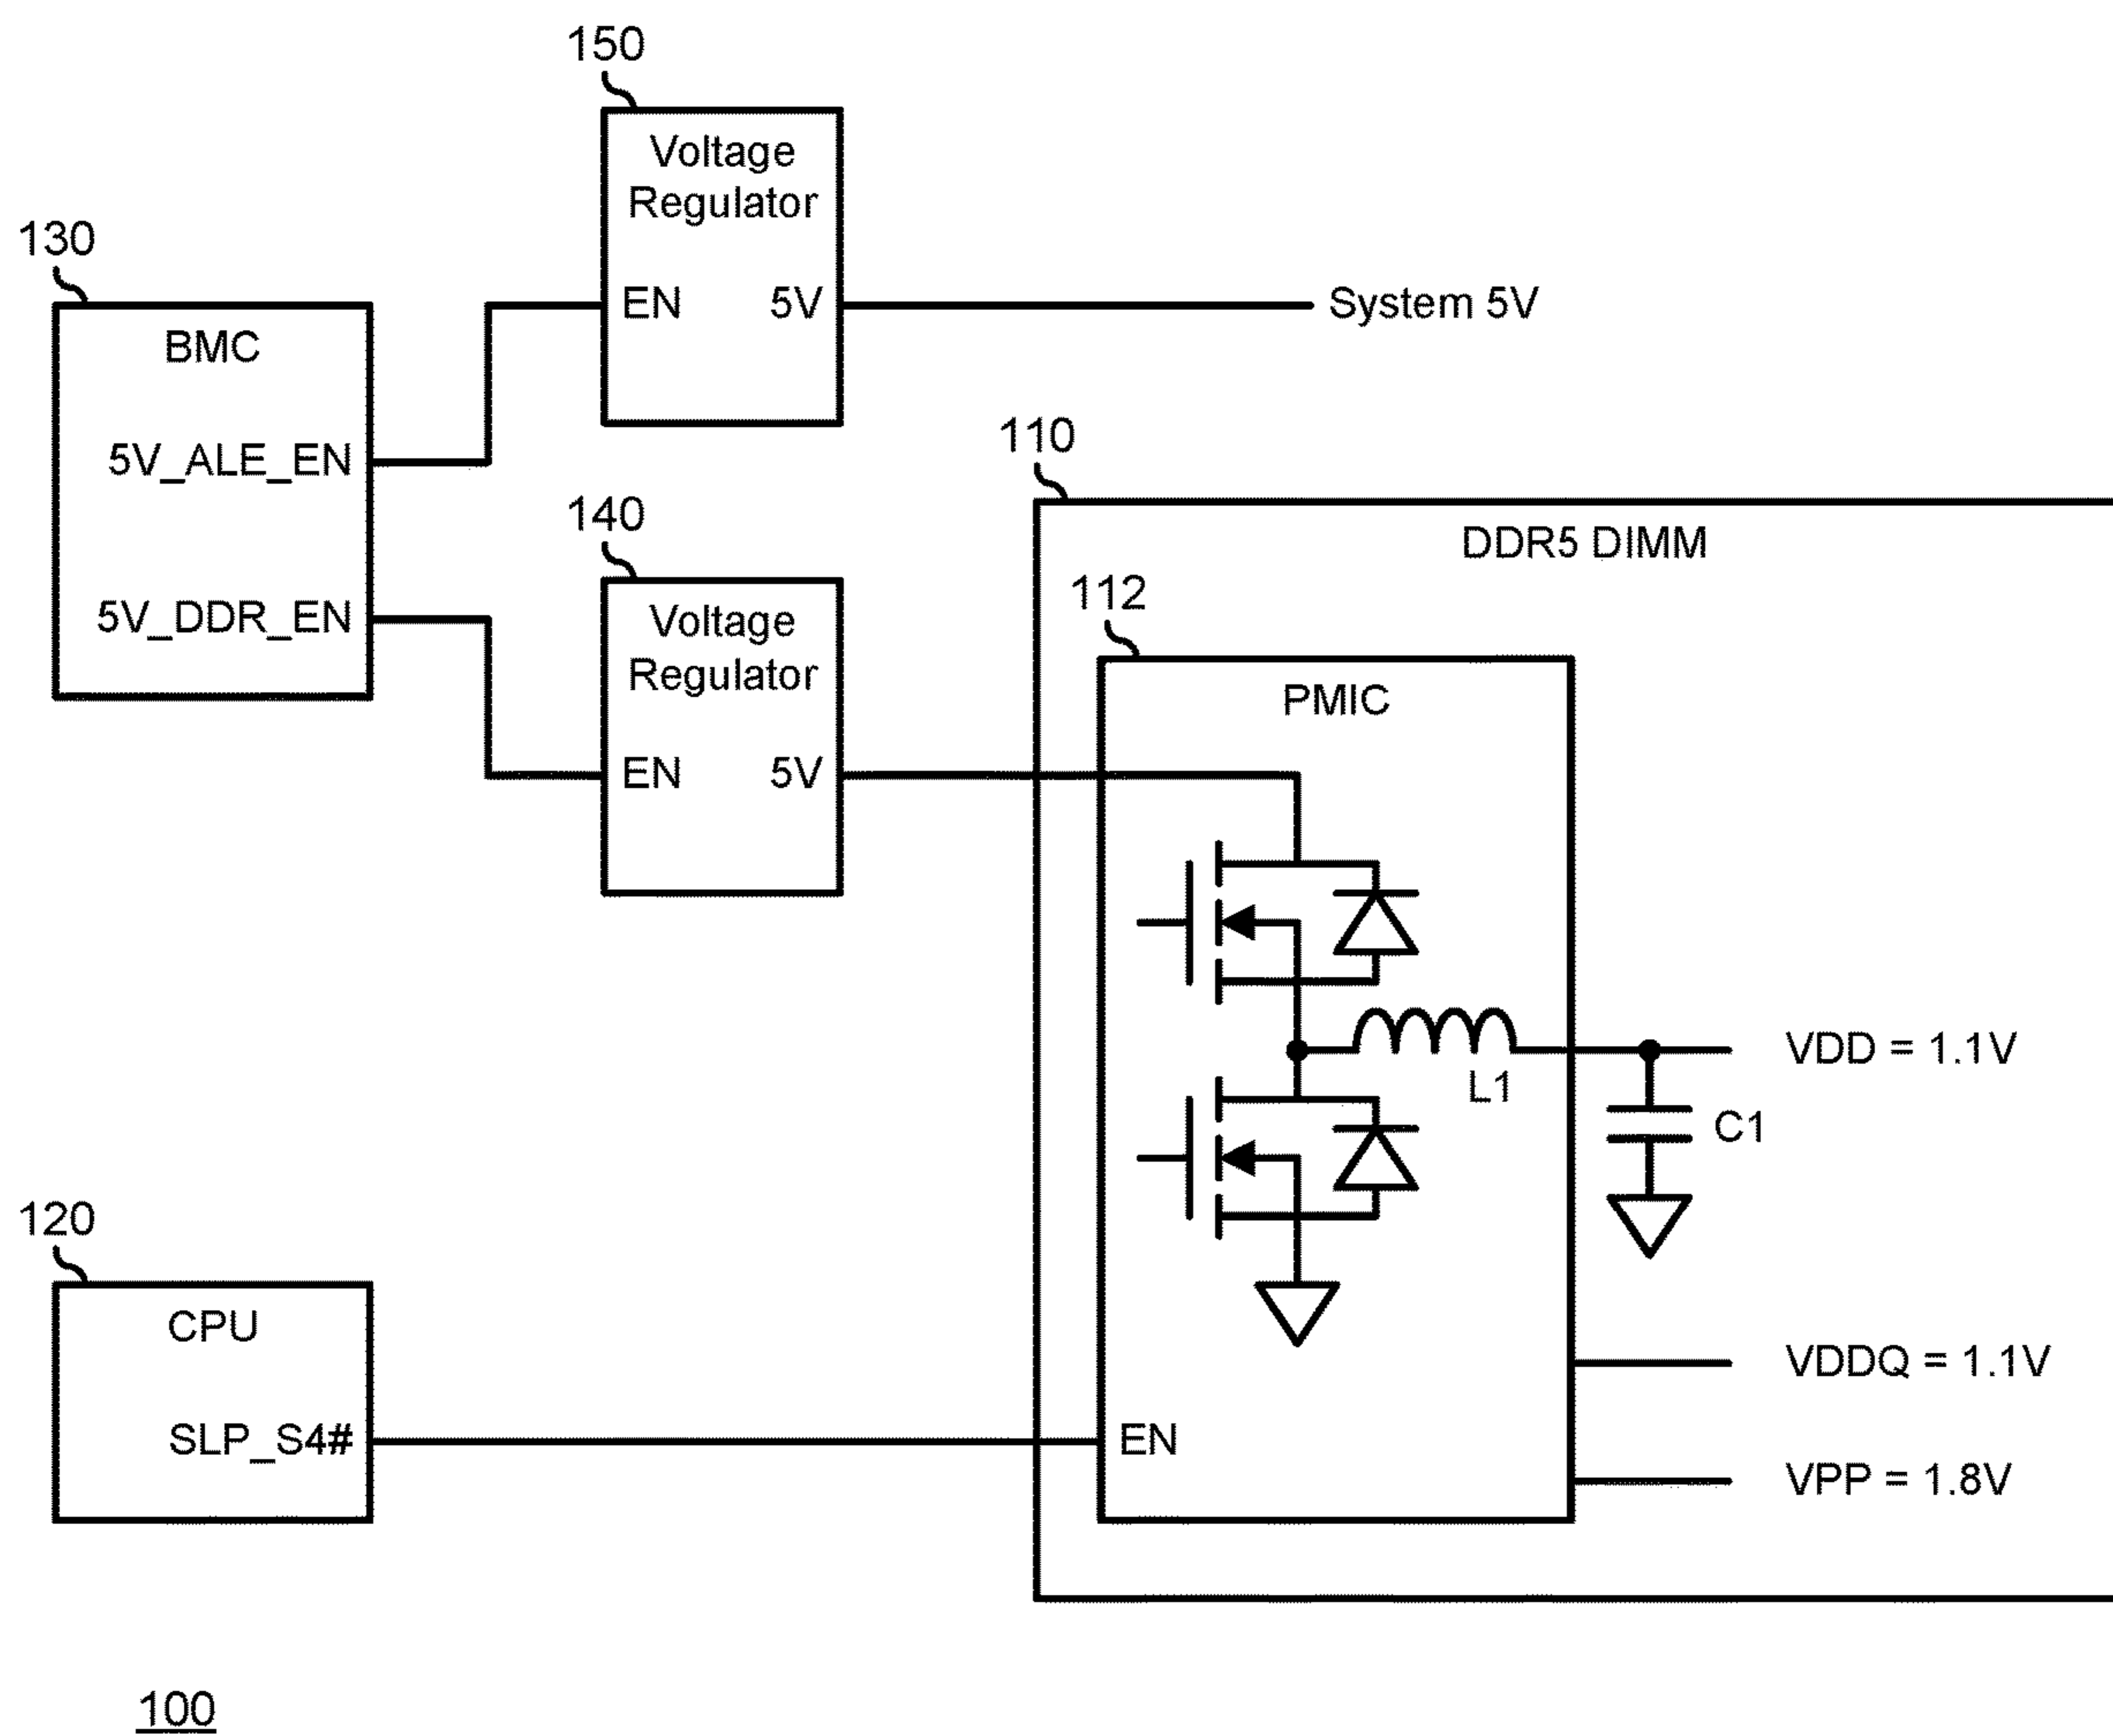 150
Voltage
Regulator
EN
5V
System 5V
130
BMC
5V_ALE_EN
5V_DDR_EN
140
Voltage
Regulator
EN
5V
110
DDR5 DIMM
112
PMIC
L1
VDD = 1.1V
C1
VDDQ = 1.1V
EN
VPP = 1.8V
120
CPU
SLP_S4#
100